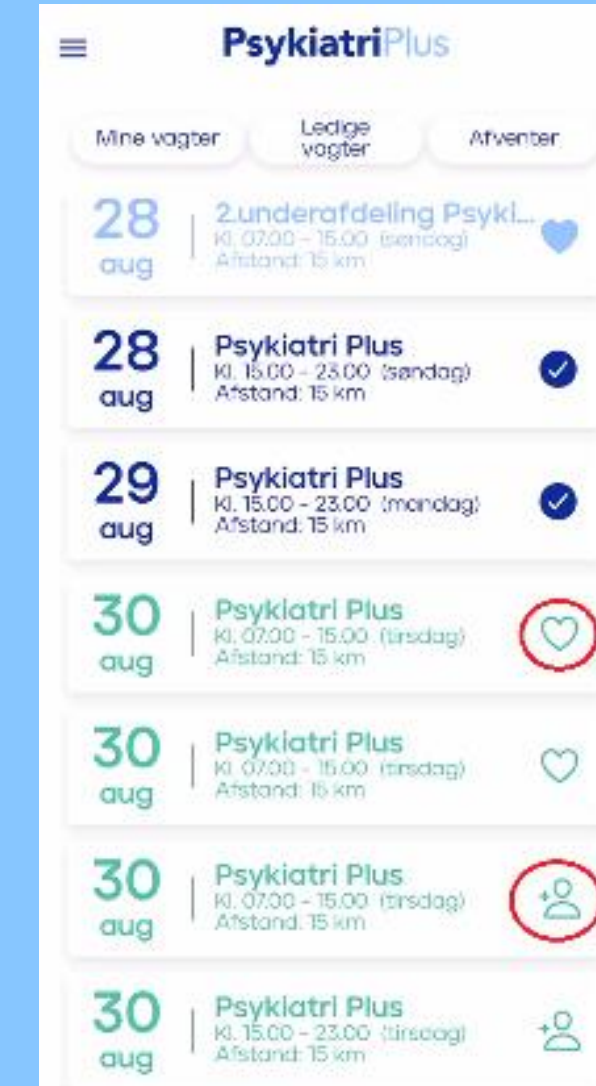 PsykiatriPlus
Mine vagter
Ledige
vagter
Afventer
28
aug
2.underafdeling Psyki...
Kl. 07.00 - 15.00 (søndag)
Afstand: 15 km
28
aug
Psykiatri Plus
Kl. 15.00 - 23.00 (søndag)
Afstand: 15 km
29
aug
Psykiatri Plus
Kl. 15.00 - 23.00 (mandag)
Afstand: 15 km
30
aug
Psykiatri Plus
Kl. 07.00 - 15.00 (tirsdag)
Afstand: 15 km
30
aug
Psykiatri Plus
Kl. 07.00 - 15.00 (tirsdag)
Afstand: 15 km
30
aug
Psykiatri Plus
Kl. 07.00 - 15.00 (tirsdag)
Afstand: 15 km
30
aug
Psykiatri Plus
Kl. 15.00 - 23.00 (tirsdag)
Afstand: 15 km